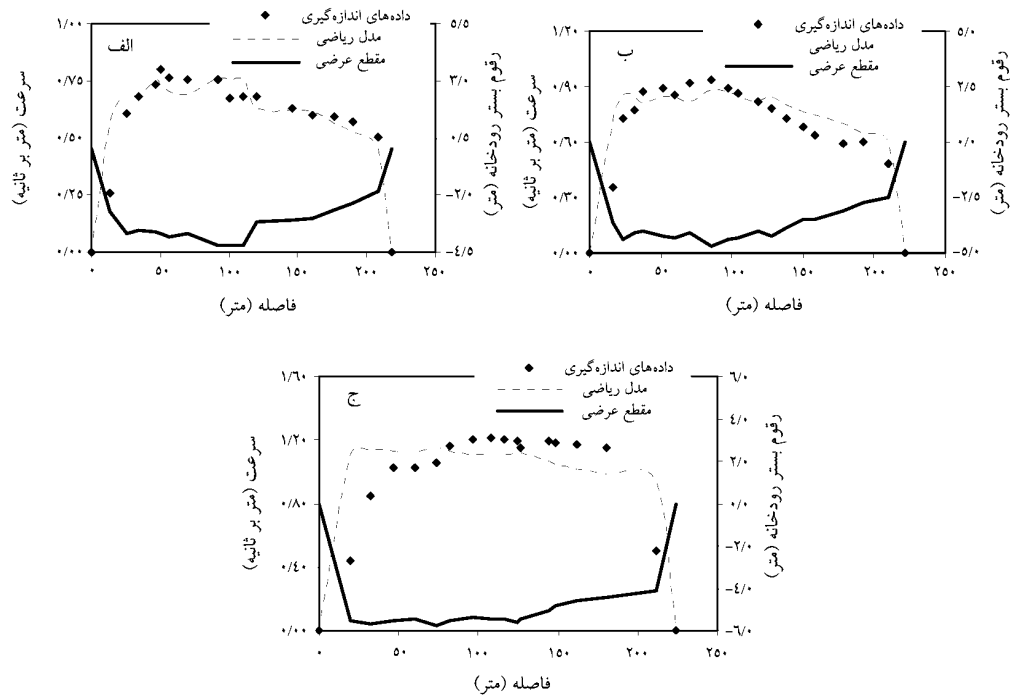 الف
داده‌های اندازه‌گیری
مدل ریاضی
مقطع عرضی
۱/۰۰
۰/۷۵
۰/۵۰
۰/۲۵
۰/۰۰
سرعت (متر بر ثانیه)
۵/۵
۳/۰
۰/۵
−۲/۰
−۴/۵
رقوم بستر رودخانه (متر)
۰ ۵۰ ۱۰۰ ۱۵۰ ۲۰۰ ۲۵۰
فاصله (متر)
ب
داده‌های اندازه‌گیری
مدل ریاضی
مقطع عرضی
۱/۲۰
۰/۹۰
۰/۶۰
۰/۳۰
۰/۰۰
سرعت (متر بر ثانیه)
۵/۰
۲/۵
۰/۰
−۲/۵
−۵/۰
رقوم بستر رودخانه (متر)
۰ ۵۰ ۱۰۰ ۱۵۰ ۲۰۰ ۲۵۰
فاصله (متر)
ج
داده‌های اندازه‌گیری
مدل ریاضی
مقطع عرضی
۱/۶۰
۱/۲۰
۰/۸۰
۰/۴۰
۰/۰۰
سرعت (متر بر ثانیه)
۶/۰
۴/۰
۲/۰
۰/۰
−۲/۰
−۴/۰
−۶/۰
رقوم بستر رودخانه (متر)
۰ ۵۰ ۱۰۰ ۱۵۰ ۲۰۰ ۲۵۰
فاصله (متر)